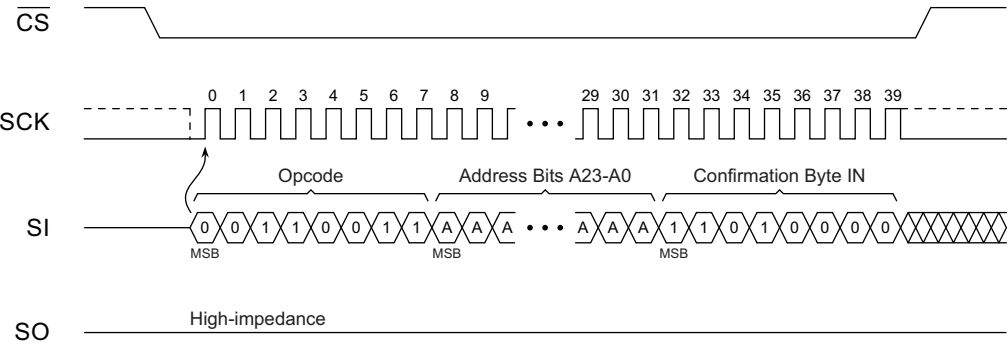 CS
0 1 2 3 4 5 6 7 8 9 29 30 31 32 33 34 35 36 37 38 39
SCK • • •
Opcode Address Bits A23-A0 Confirmation Byte IN
SI 0 0 1 1 0 0 1 1 A A A • • • A A A 1 1 0 1 0 0 0 0
MSB MSB MSB
High-impedance
SO